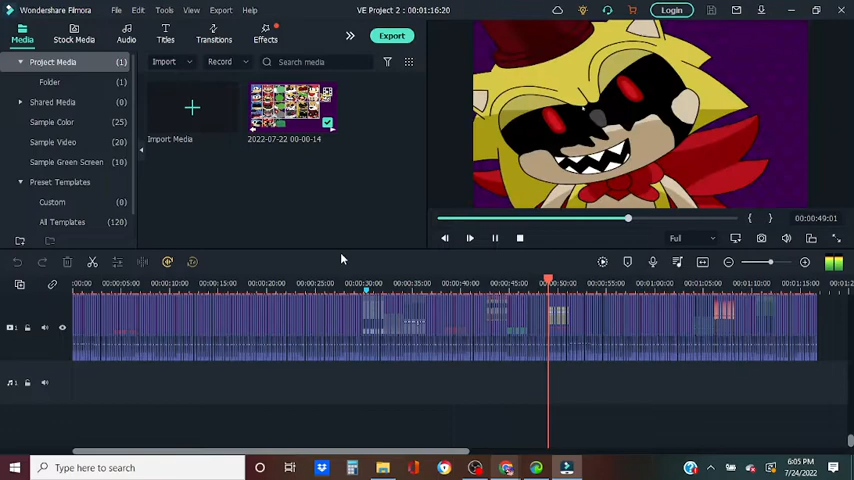 Wondershare Filmora File Edit Tools View Export Help VE Project 2 : 00:01:16:20 Login
Media Stock Media Audio Titles Transitions Effects Export
Project Media (1) Import Record Search media
Folder (1)
Shared Media (0)
Sample Color (25)
Sample Video (20)
Import Media 2022-07-22 00-00-14
Sample Green Screen (10)
Preset Templates
Custom (0)
All Templates (120)
00:00:49:01
Full
:00:00 00:00:05:00 00:00:10:00 00:00:15:00 00:00:20:00 00:00:25:00 00:00:30:00 00:00:35:00 00:00:40:00 00:00:45:00 00:00:50:00 00:00:55:00 00:01:00:00 00:01:05:00 00:01:10:00 00:01:15:00
1
1
Type here to search
6:05 PM
7/24/2022